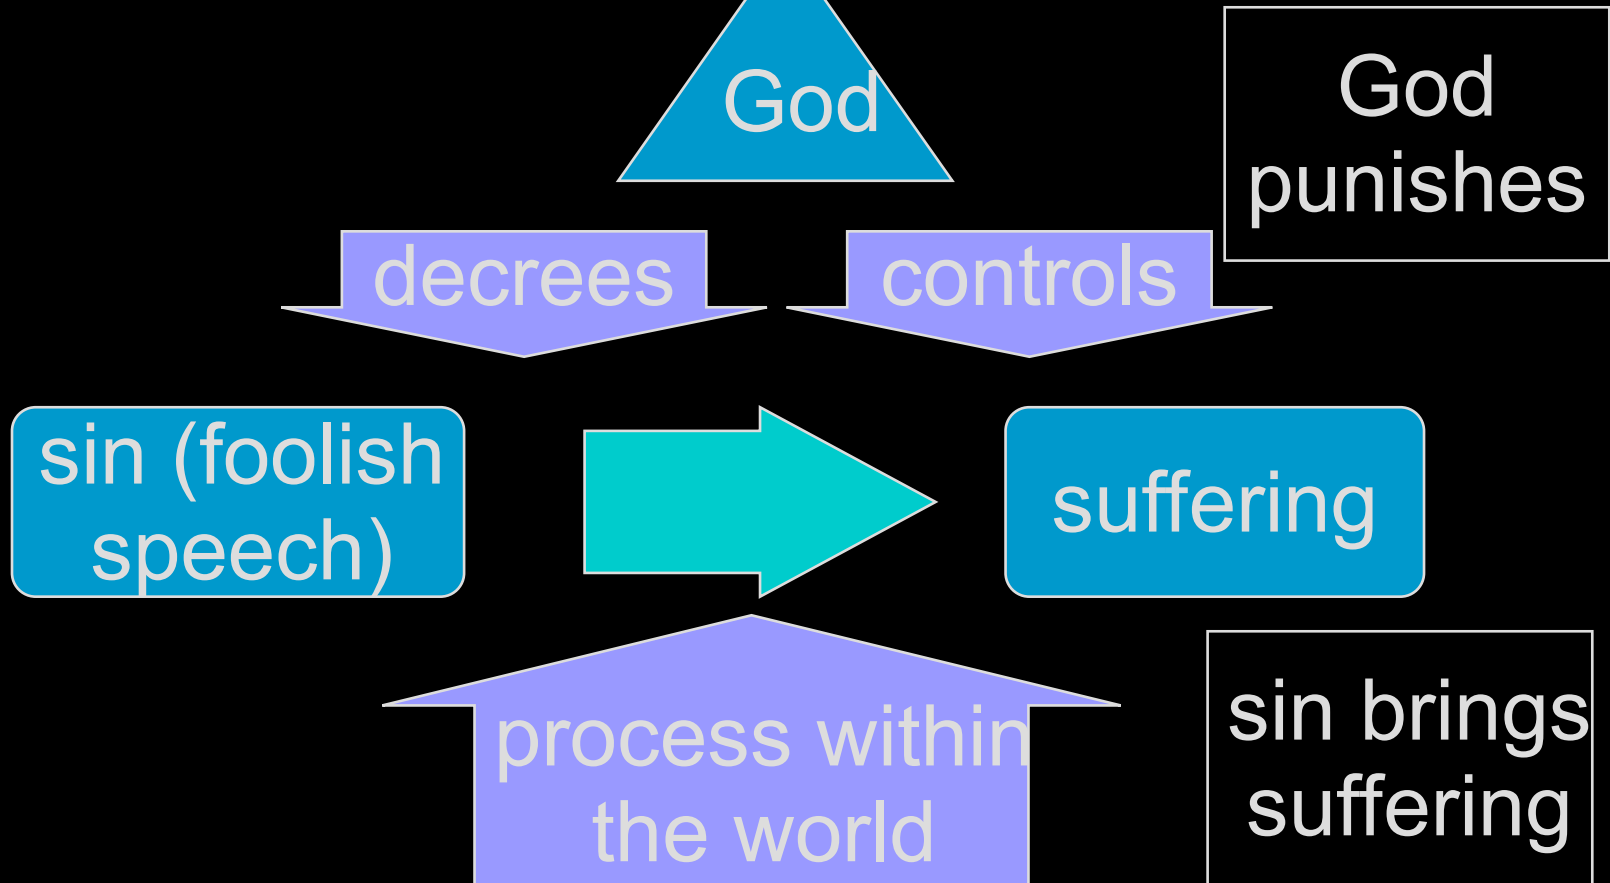 God
God
punishes
decrees
controls
sin (foolish
speech)
suffering
process within
the world
sin brings
suffering